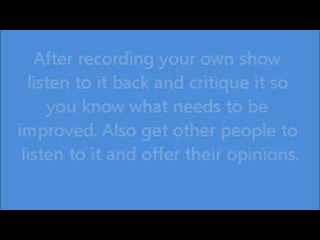 After recording your own show
listen to it back and critique it so
you know what needs to be
improved. Also get other people to
listen to it and offer their opinions.